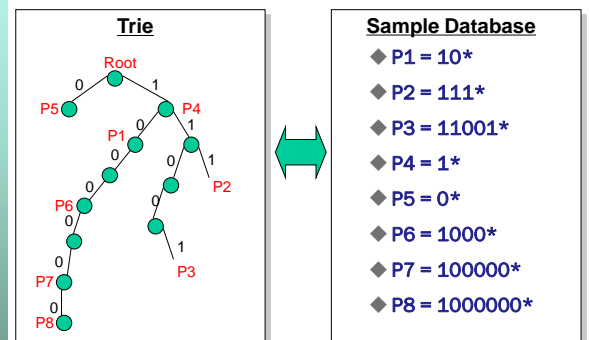 Trie
Root
0
1
P5
P4
0
1
P1
0
0
1
0
P2
P6
0
0
0
1
P3
P7
0
P8
Sample Database
P1 = 10*
P2 = 111*
P3 = 11001*
P4 = 1*
P5 = 0*
P6 = 1000*
P7 = 100000*
P8 = 1000000*